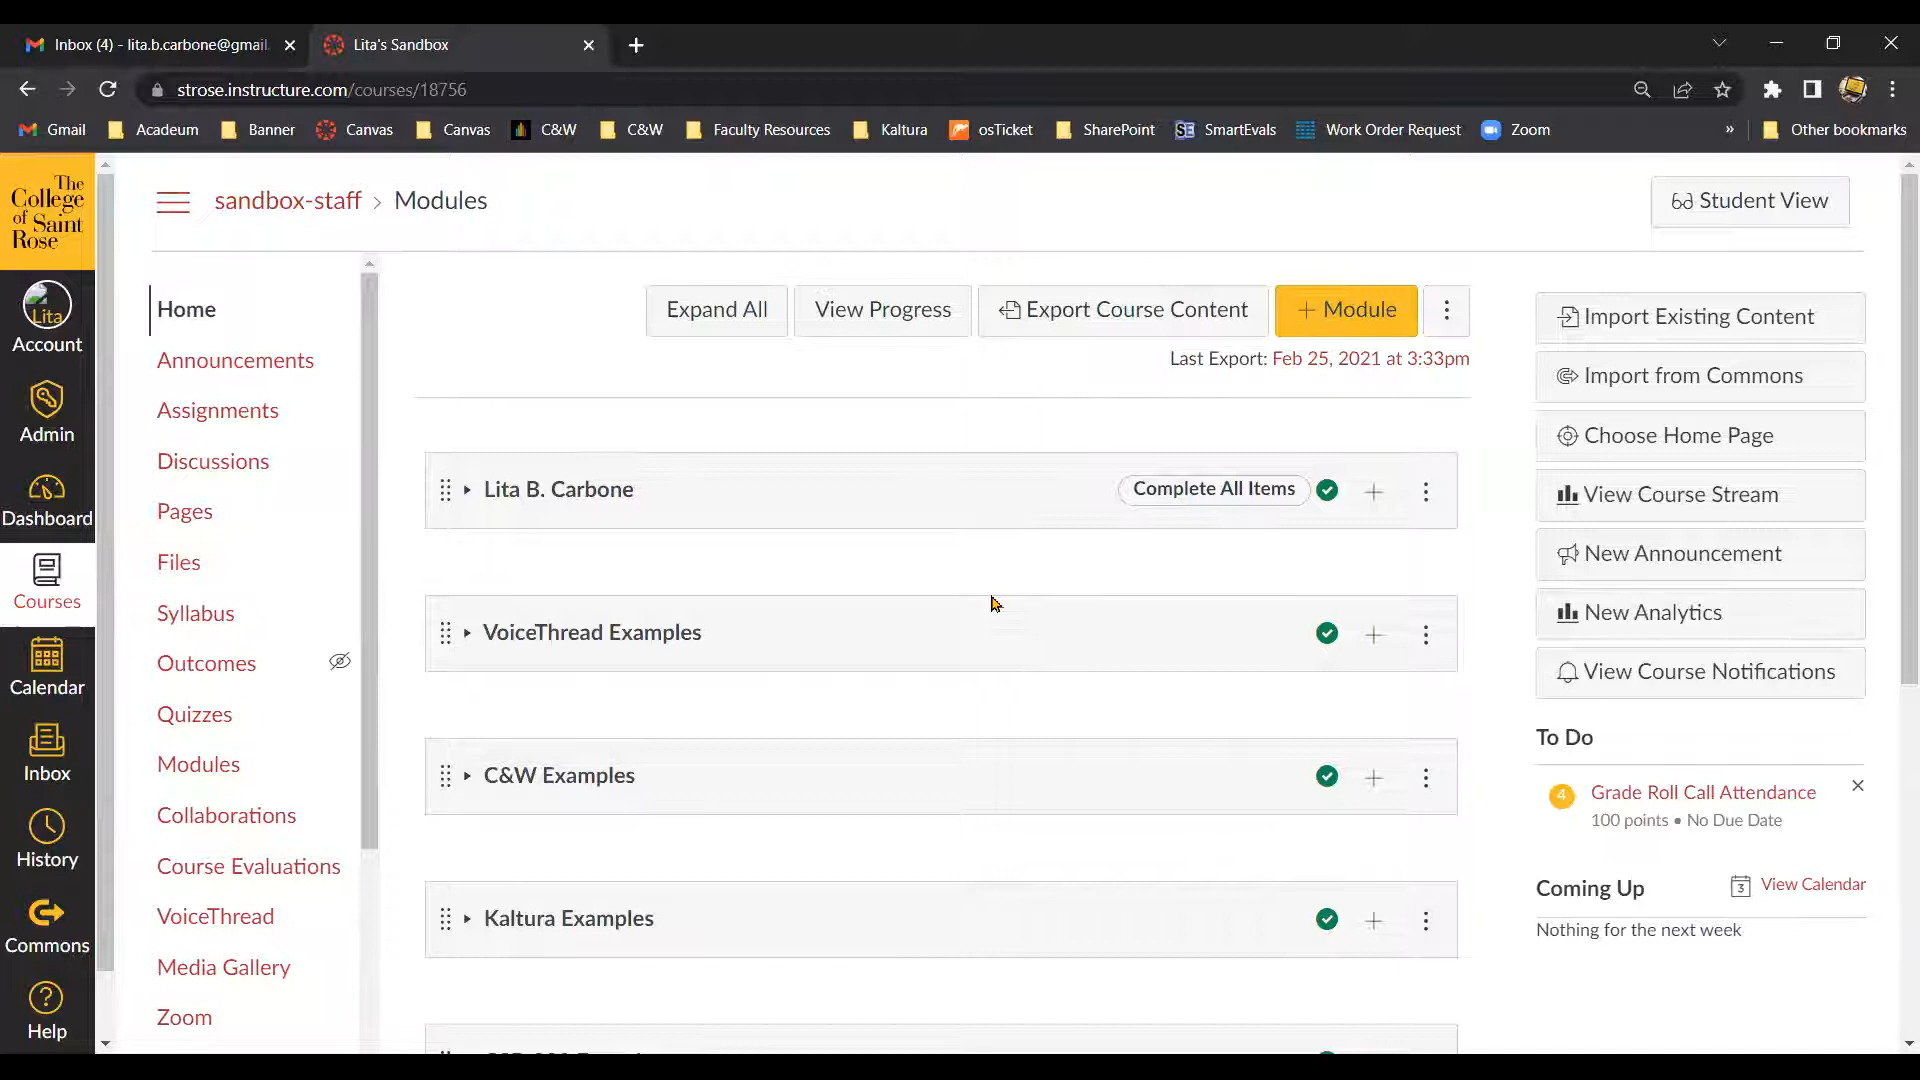 Inbox (4) - lita.b.carbone@gmail.
Lita's Sandbox
strose.instructure.com/courses/18756
Gmail
Acadeum
Banner
Canvas
Canvas
C&W
C&W
Faculty Resources
Kaltura
osTicket
SharePoint
SmartEvals
Work Order Request
Zoom
»
Other bookmarks
The
College
of Saint
Rose
Lita
Account
Admin
Dashboard
Courses
Calendar
Inbox
History
Commons
Help
sandbox-staff > Modules
Student View
Home
Announcements
Assignments
Discussions
Pages
Files
Syllabus
Outcomes
Quizzes
Modules
Collaborations
Course Evaluations
VoiceThread
Media Gallery
Zoom
Expand All
View Progress
Export Course Content
+ Module
Last Export: Feb 25, 2021 at 3:33pm
Lita B. Carbone
Complete All Items
VoiceThread Examples
C&W Examples
Kaltura Examples
Import Existing Content
Import from Commons
Choose Home Page
View Course Stream
New Announcement
New Analytics
View Course Notifications
To Do
4
Grade Roll Call Attendance
100 points • No Due Date
Coming Up
3
View Calendar
Nothing for the next week